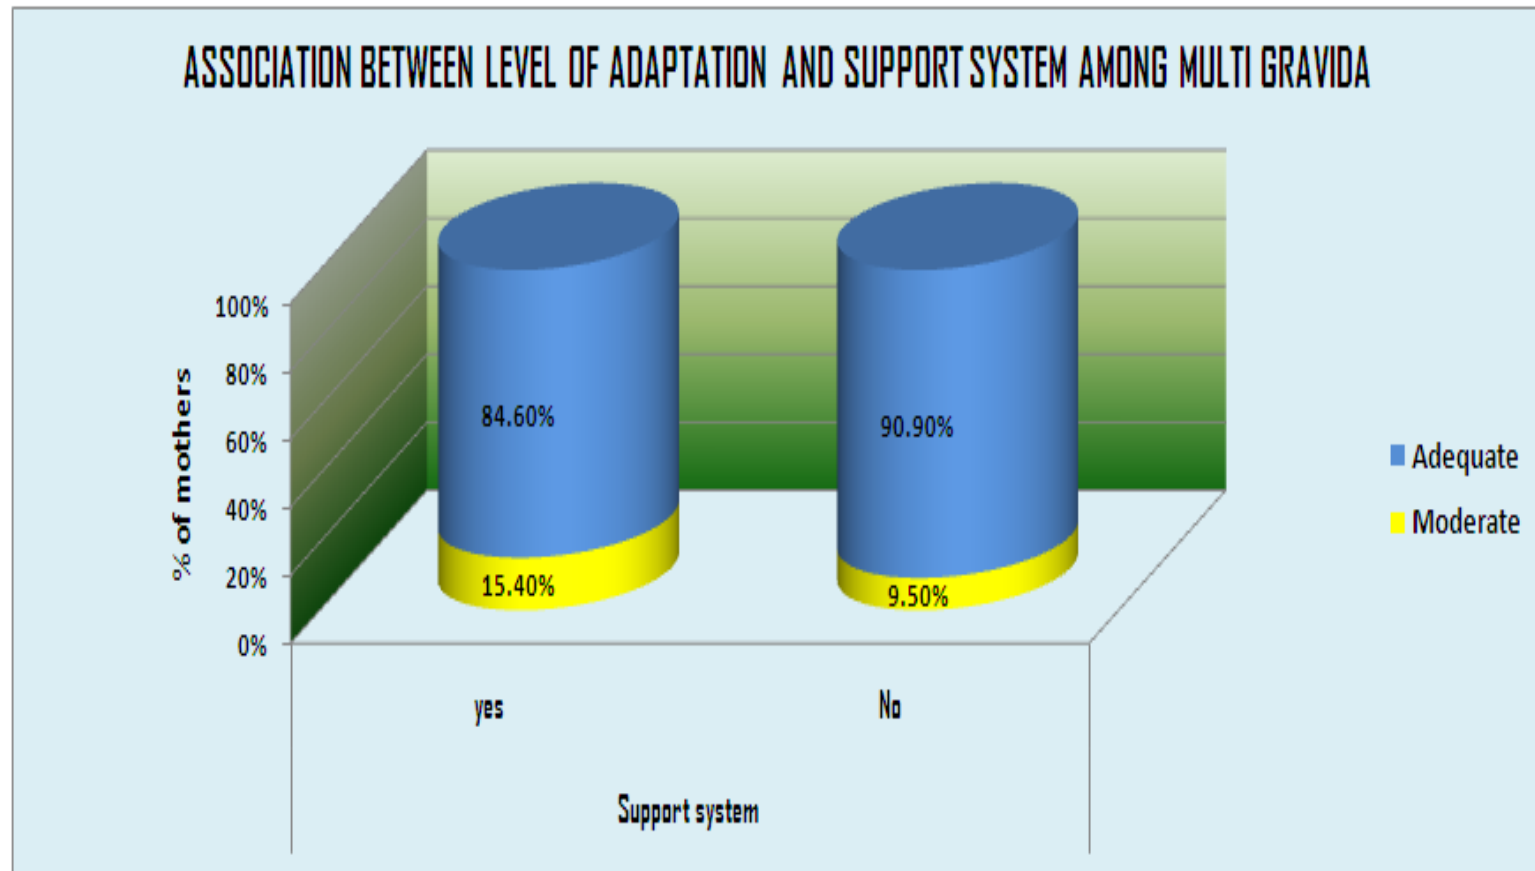 ASSOCIATION BETWEEN LEVEL OF ADAPTATION AND SUPPORT SYSTEM AMONG MULTI GRAVIDA
% of mothers
100%
80%
60%
40%
20%
0%
84.60%
90.90%
15.40%
9.50%
Adequate
Moderate
yes
No
Support system